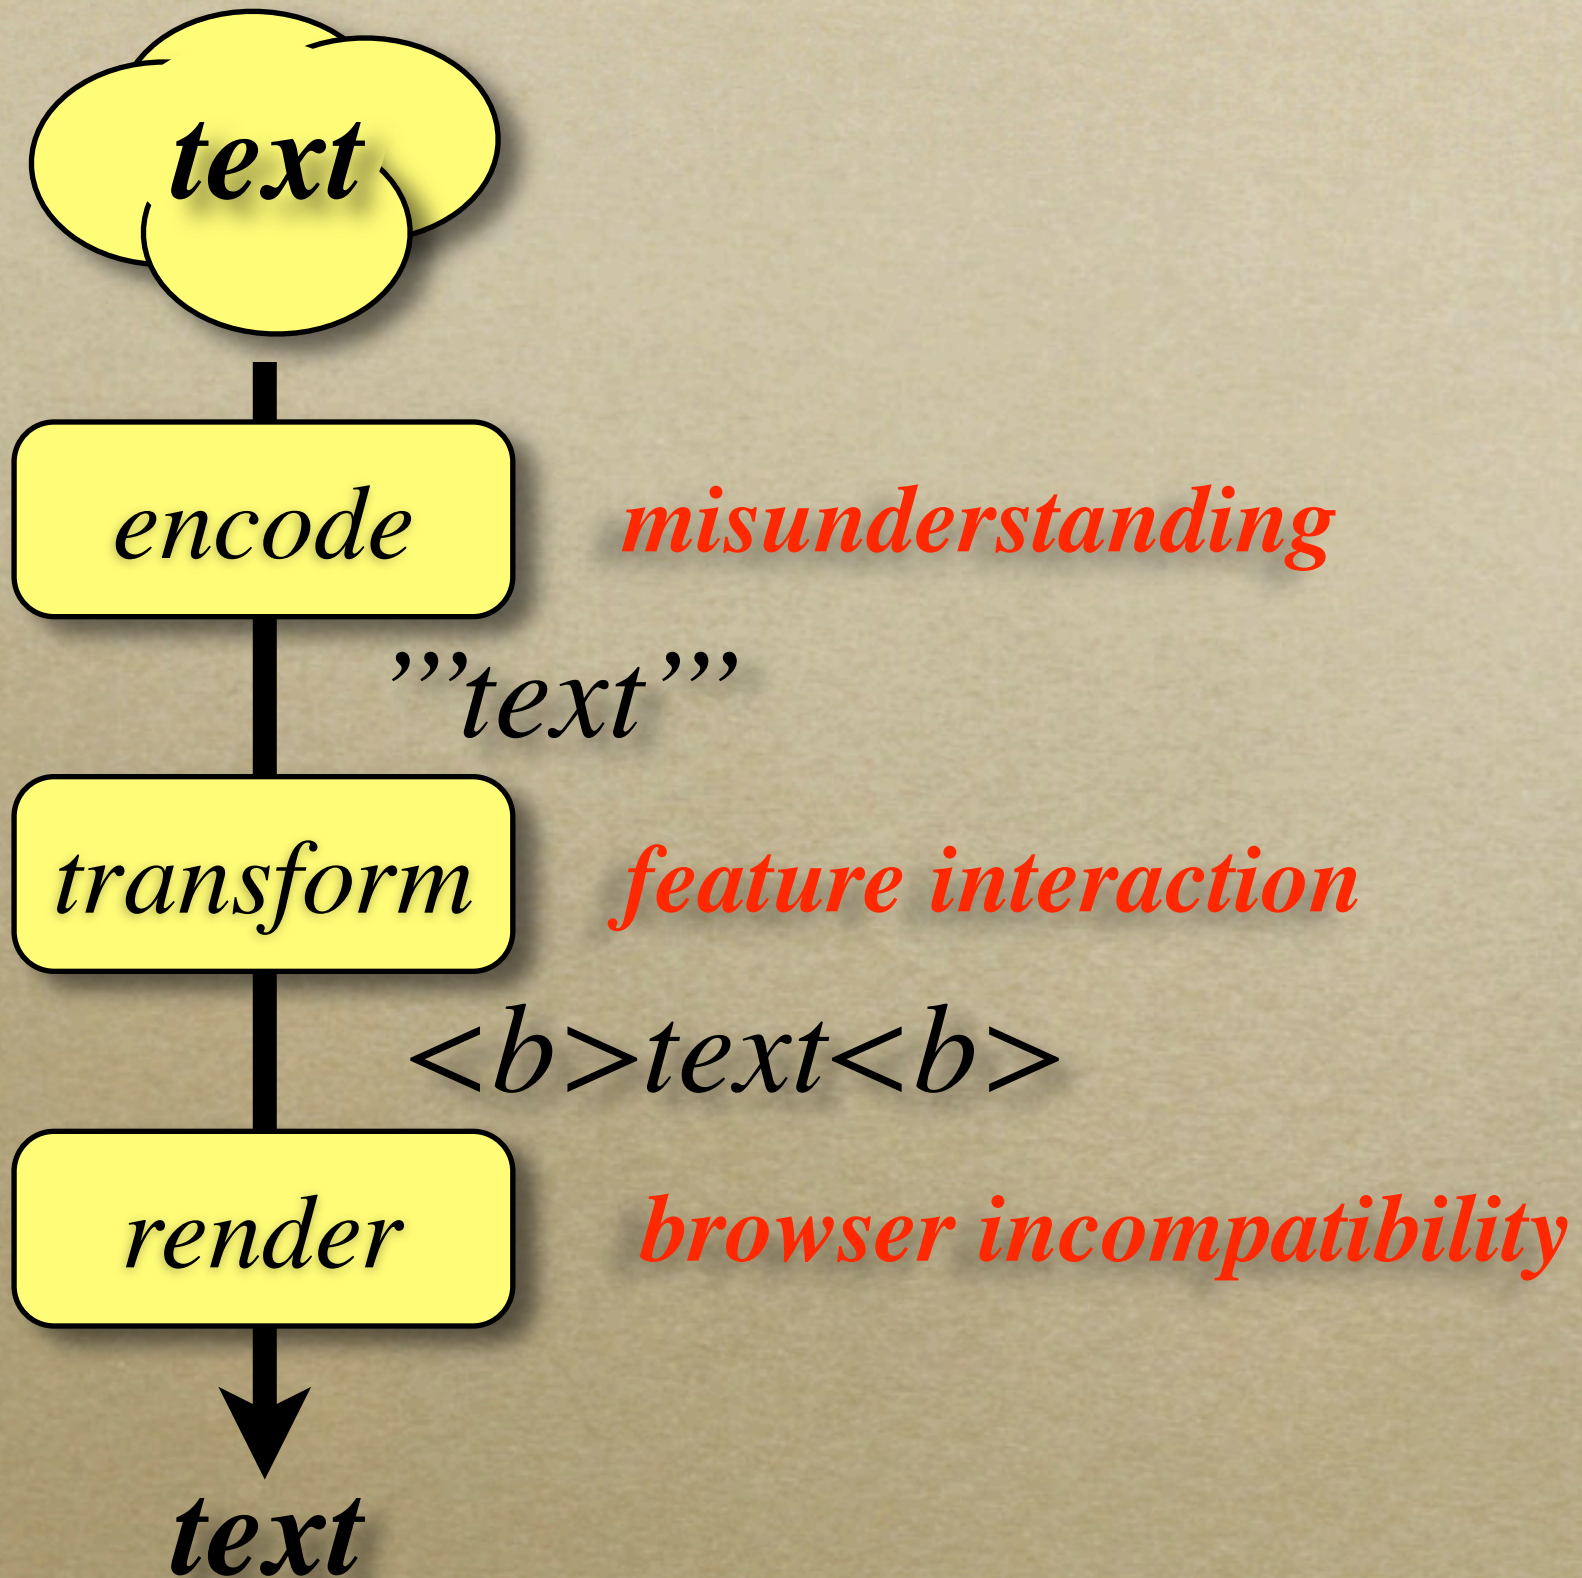 text
encode
misunderstanding
’’’text’’’
transform
feature interaction
<b>text<b>
render
browser incompatibility
text